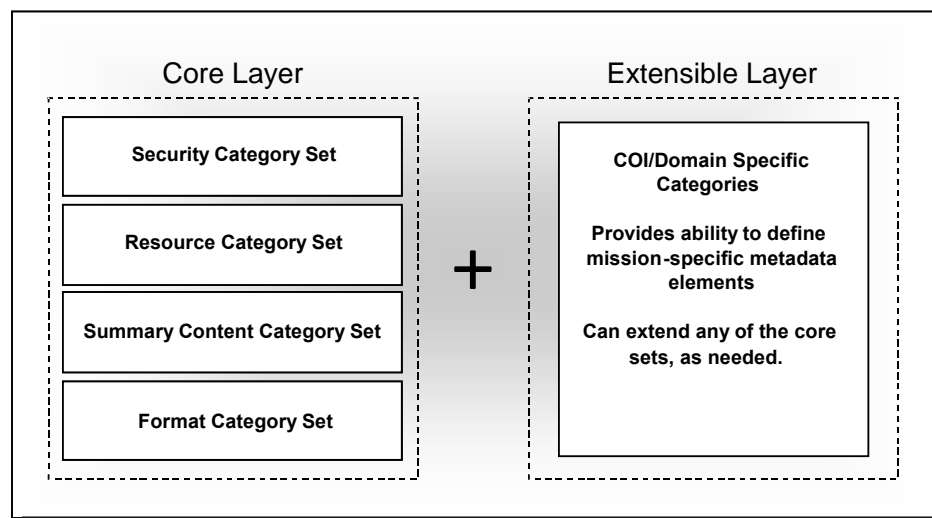 Core Layer
Security Category Set
Resource Category Set
Summary Content Category Set
Format Category Set
+
Extensible Layer
COI/Domain Specific
Categories
Provides ability to define
mission-specific metadata
elements
Can extend any of the core
sets, as needed.